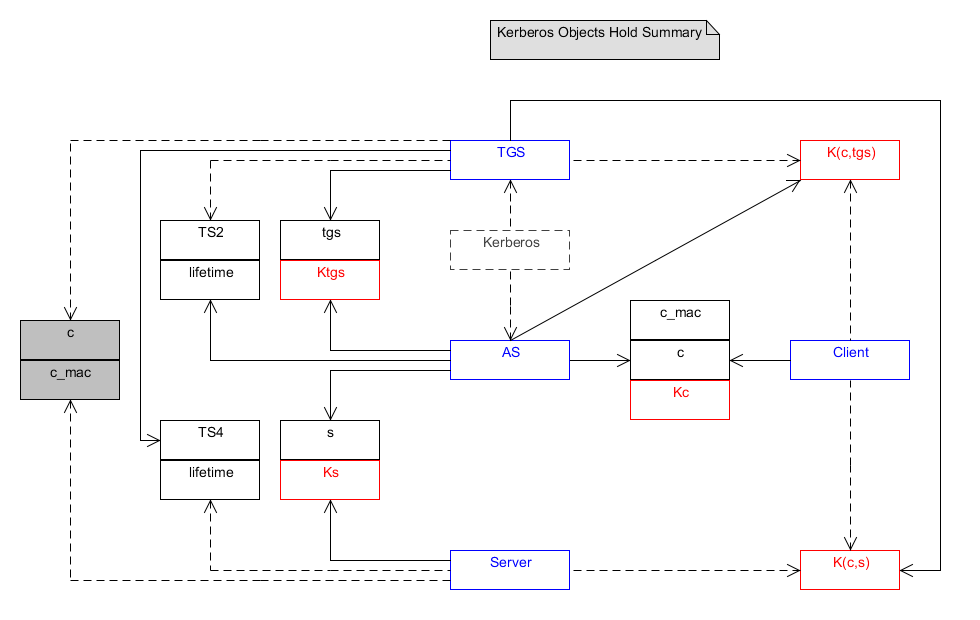 Kerberos Objects Hold Summary
TGS
K(c,tgs)
TS2
tgs
Kerberos
lifetime
Ktgs
c_mac
c
AS
c
Client
c_mac
Kc
TS4
s
lifetime
Ks
Server
K(c,s)